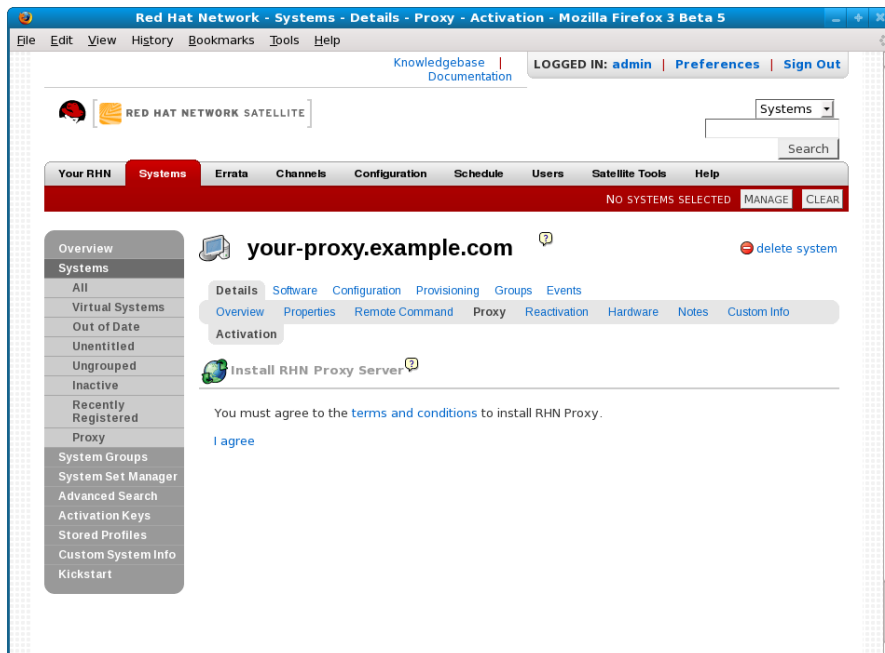 Red Hat Network - Systems - Details - Proxy - Activation - Mozilla Firefox 3 Beta 5
File Edit View History Bookmarks Tools Help
Knowledgebase |
Documentation
LOGGED IN: admin | Preferences | Sign Out
RED HAT NETWORK SATELLITE
Systems
Search
Your RHN Systems Errata Channels Configuration Schedule Users Satellite Tools Help
NO SYSTEMS SELECTED MANAGE CLEAR
Overview
Systems
All
Virtual Systems
Out of Date
Unentitled
Ungrouped
Inactive
Recently
Registered
Proxy
System Groups
System Set Manager
Advanced Search
Activation Keys
Stored Profiles
Custom System Info
Kickstart
your-proxy.example.com ?
delete system
Details Software Configuration Provisioning Groups Events
Overview Properties Remote Command Proxy Reactivation Hardware Notes Custom Info
Activation
Install RHN Proxy Server ?
You must agree to the terms and conditions to install RHN Proxy.
I agree